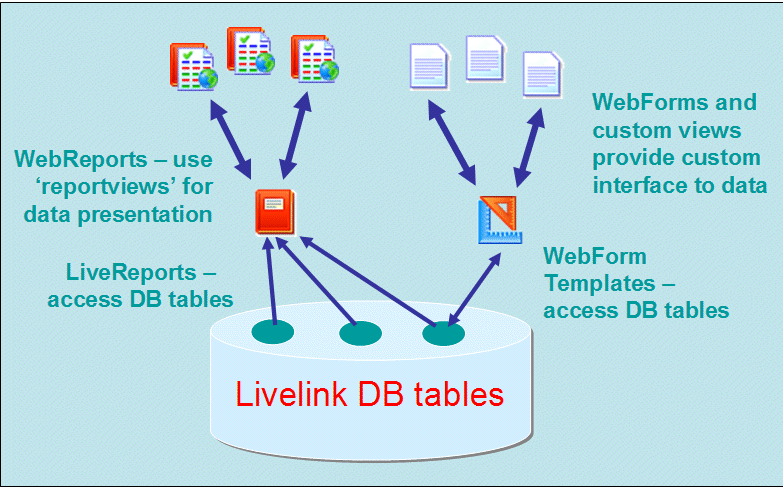 WebReports – use
‘reportviews’ for
data presentation
WebForms and
custom views
provide custom
interface to data
LiveReports –
access DB tables
WebForm
Templates –
access DB tables
Livelink DB tables